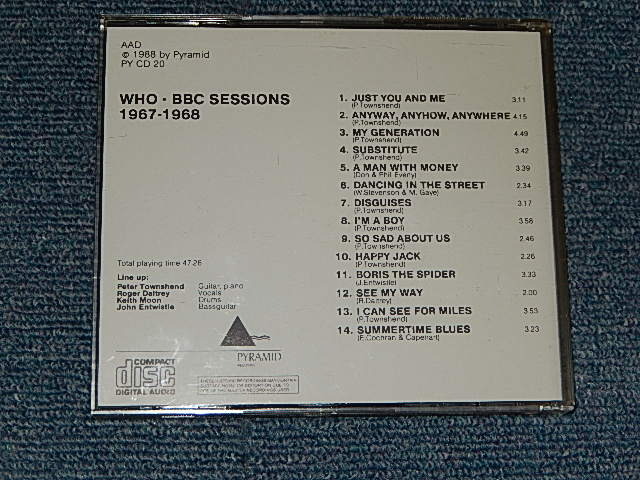 AAD
© 1988 by Pyramid
PY CD 20
WHO - BBC SESSIONS
1967-1968
1. JUST YOU AND ME 3.11
(P.Townshend)
2. ANYWAY, ANYHOW, ANYWHERE 4.15
(P.Townshend)
3. MY GENERATION 4.49
(P.Townshend)
4. SUBSTITUTE 3.42
(P.Townshend)
5. A MAN WITH MONEY 3.39
(Don & Phil Everly)
6. DANCING IN THE STREET 2.34
(W.Stevenson & M. Gaye)
7. DISGUISES 3.17
(P.Townshend)
8. I'M A BOY 3.58
(P.Townshend)
9. SO SAD ABOUT US 2.46
(P.Townshend)
10. HAPPY JACK 2.26
(P.Townshend)
11. BORIS THE SPIDER 3.33
(J.Entwistle)
12. SEE MY WAY 2.00
(R.Daltrey)
13. I CAN SEE FOR MILES 3.53
(P.Townshend)
14. SUMMERTIME BLUES 3.23
(E.Cochran & Capehart)
Total playing time 47.26
Line up:
Peter Townshend - Guitar, piano
Roger Daltrey - Vocals
Keith Moon - Drums
John Entwistle - Bassguitar
PYRAMID
RECORDS
COMPACT
disc
DIGITAL AUDIO